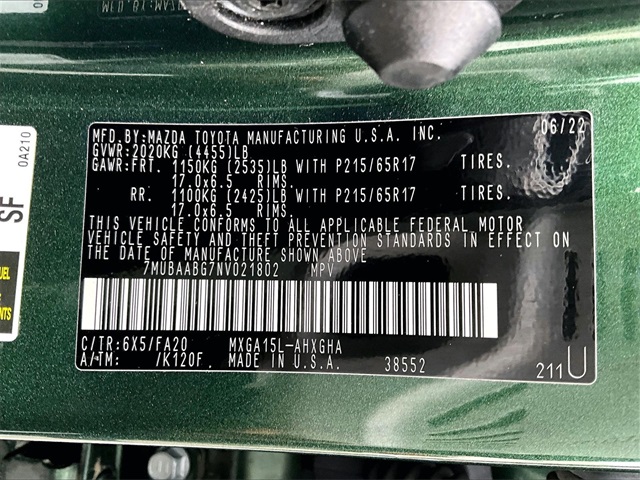 MFD.BY:MAZDA TOYOTA MANUFACTURING U.S.A. INC. 06/22
GVWR:2020KG (4455)LB
GAWR:FRT. 1150KG (2535)LB WITH P215/65R17 TIRES.
17.0x6.5 RIMS.
RR. 1100KG (2425)LB WITH P215/65R17 TIRES.
17.0x6.5 RIMS.
THIS VEHICLE CONFORMS TO ALL APPLICABLE FEDERAL MOTOR
VEHICLE SAFETY AND THEFT PREVENTION STANDARDS IN EFFECT ON
THE DATE OF MANUFACTURE SHOWN ABOVE.
7MUBAABG7NV021802 MPV
C/TR:6X5/FA20 MXGA15L-AHXGHA
A/TM: /K120F. MADE IN U.S.A. 38552
211U
0A210
SF